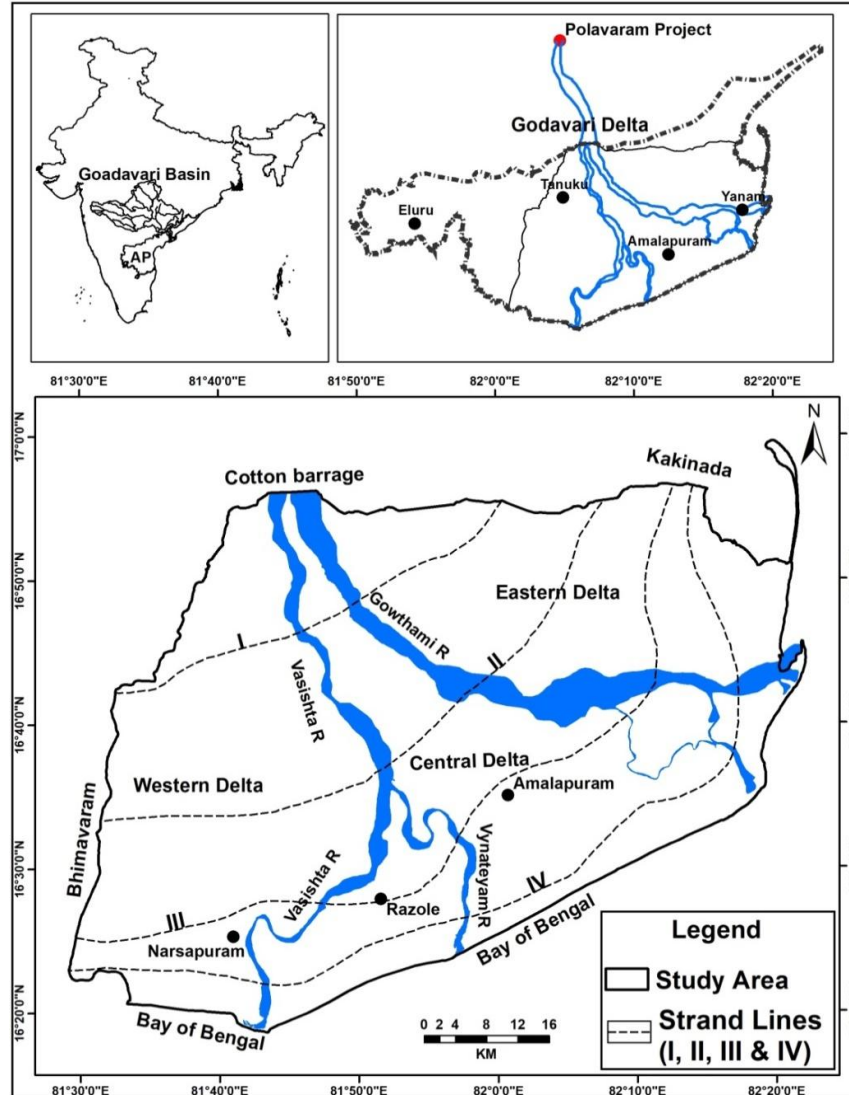 Goadavari Basin
AP
Polavaram Project
Godavari Delta
Tanuku
Yanam
Eluru
Amalapuram
81°30'0"E
81°40'0"E
81°50'0"E
82°0'0"E
82°10'0"E
82°20'0"E
17°0'0"N
16°50'0"N
16°40'0"N
16°30'0"N
16°20'0"N
N
Kakinada
Cotton barrage
Eastern Delta
Gowthami R
I
II
Vasishta R
Central Delta
Western Delta
Amalapuram
Bhimavaram
Vasishta R
Vynateyam R
IV
III
Razole
Narsapuram
Bay of Bengal
Bay of Bengal
Legend
Study Area
Strand Lines
(I, II, III & IV)
0 2 4 8 12 16
KM
81°30'0"E
81°40'0"E
81°50'0"E
82°0'0"E
82°10'0"E
82°20'0"E